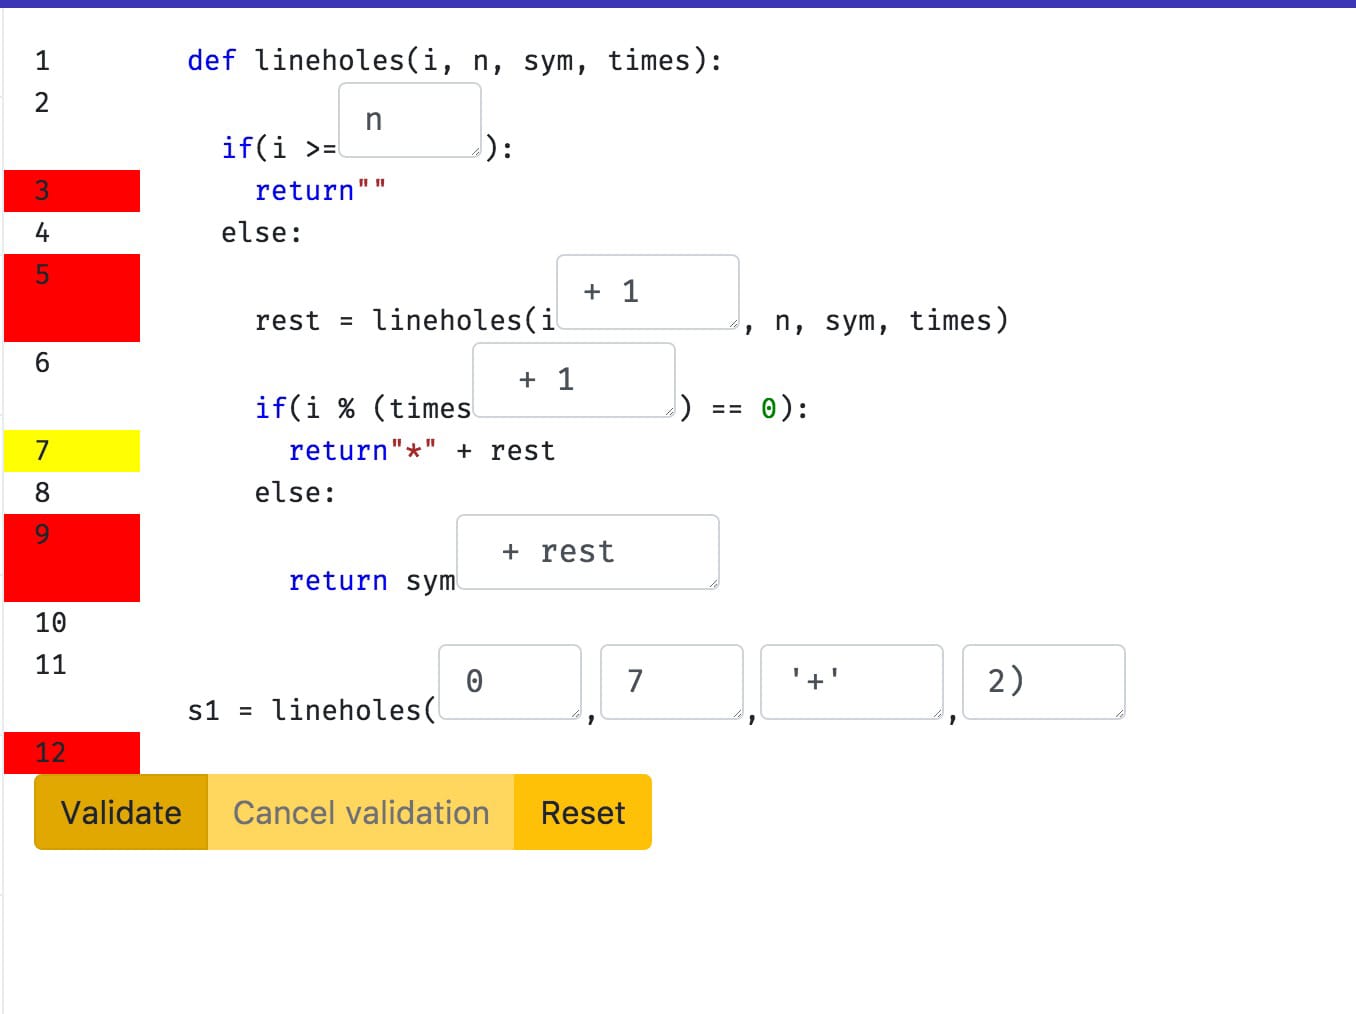 1 def lineholes(i, n, sym, times):
2 if(i >= n ):
3 return""
4 else:
5 rest = lineholes(i + 1 , n, sym, times)
6 if(i % (times + 1 ) == 0):
7 return"*" + rest
8 else:
9 return sym + rest
10
11 s1 = lineholes( 0 , 7 , '+' , 2)
12
Validate Cancel validation Reset